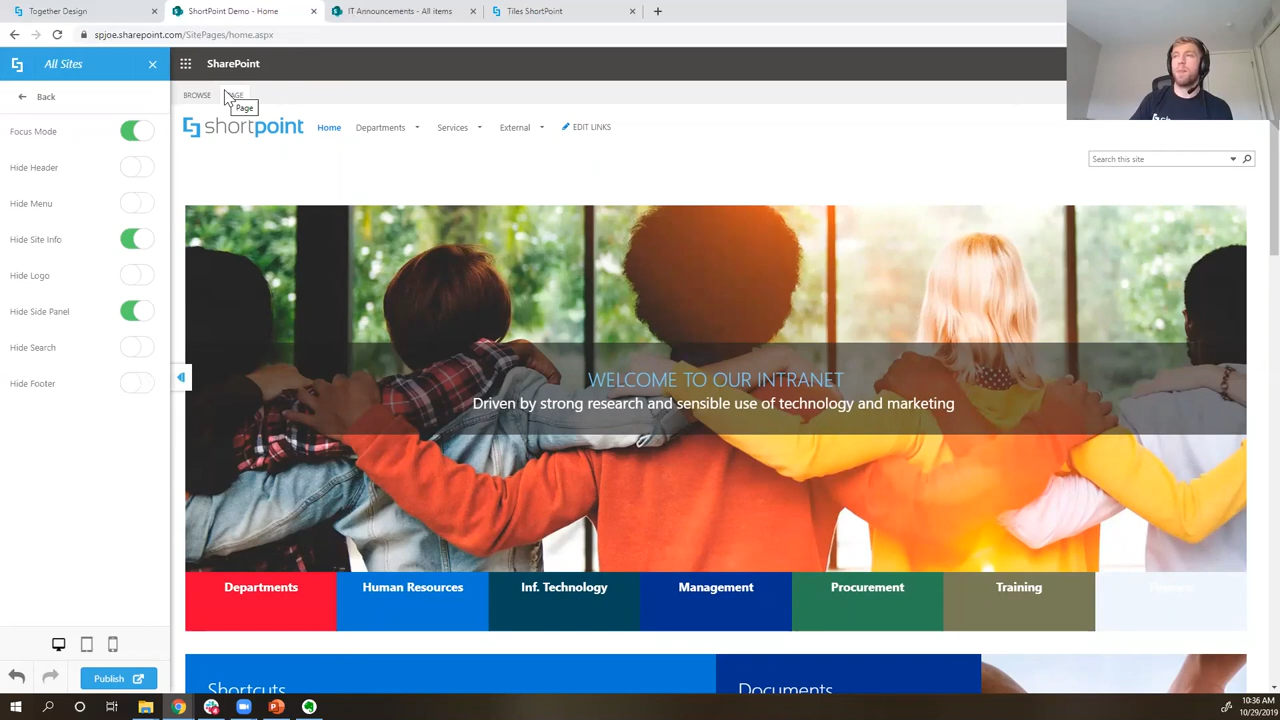 Together Design
ShortPoint Demo - Home
IT Announcements - All items
Tiles ShortPoint
spjoe.sharepoint.com/SitePages/home.aspx
All Sites
SharePoint
Back
BROWSE
Page
shortpoint
Home
Departments
Services
External
EDIT LINKS
Search this site
Focus Mode
Hide Header
Hide Menu
Hide Site Info
Hide Logo
Hide Side Panel
Hide Search
Hide Footer
WELCOME TO OUR INTRANET
Driven by strong research and sensible use of technology and marketing
Departments
Human Resources
Inf. Technology
Management
Procurement
Training
Shortcuts
Documents
Publish
10:36 AM
10/29/2019